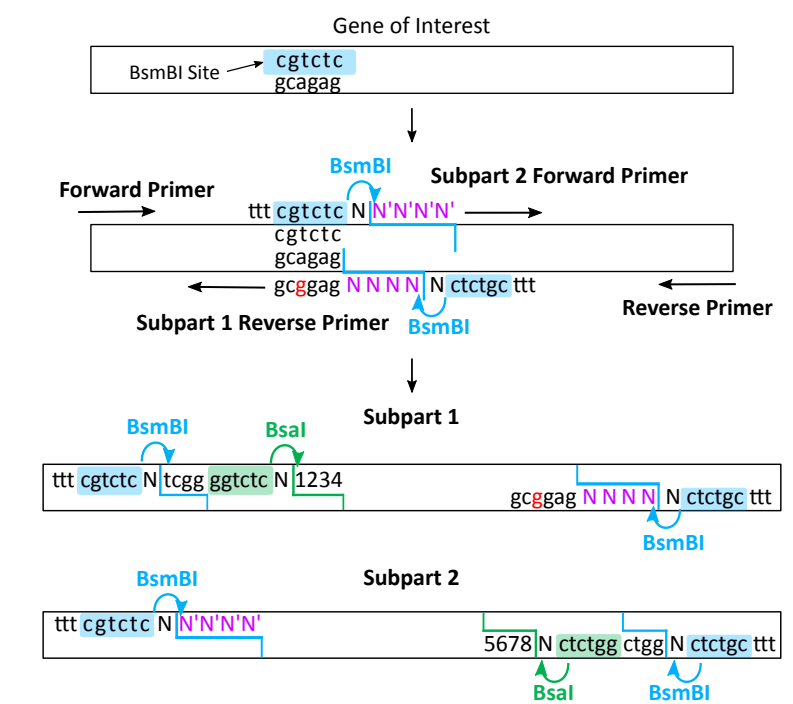 Gene of Interest
cgtctc
BsmBI Site
gcagag
BsmBI
Subpart 2 Forward Primer
Forward Primer
ttt cgtctc N N'N'N'N'
cgtctc
gcagag
gcggag N N N N N ctctgc ttt
Reverse Primer
Subpart 1 Reverse Primer
BsmBI
Subpart 1
BsmBI
BsaI
ttt cgtctc N tcgg ggtctc N 1234
gcggag N N N N N ctctgc ttt
BsmBI
Subpart 2
BsmBI
ttt cgtctc N N'N'N'N'
5678 N ctctgg ctgg N ctctgc ttt
BsaI
BsmBI